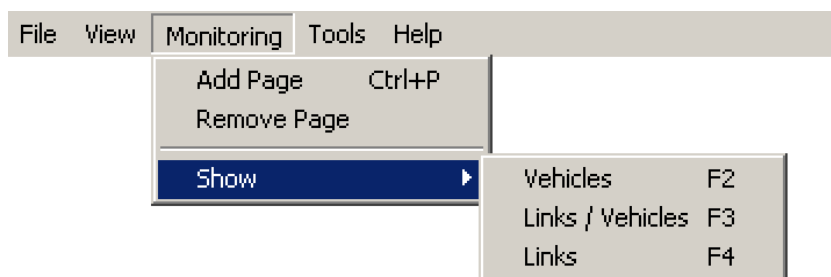 File View Monitoring Tools Help
Add Page Ctrl+P
Remove Page
Show
Vehicles F2
Links / Vehicles F3
Links F4